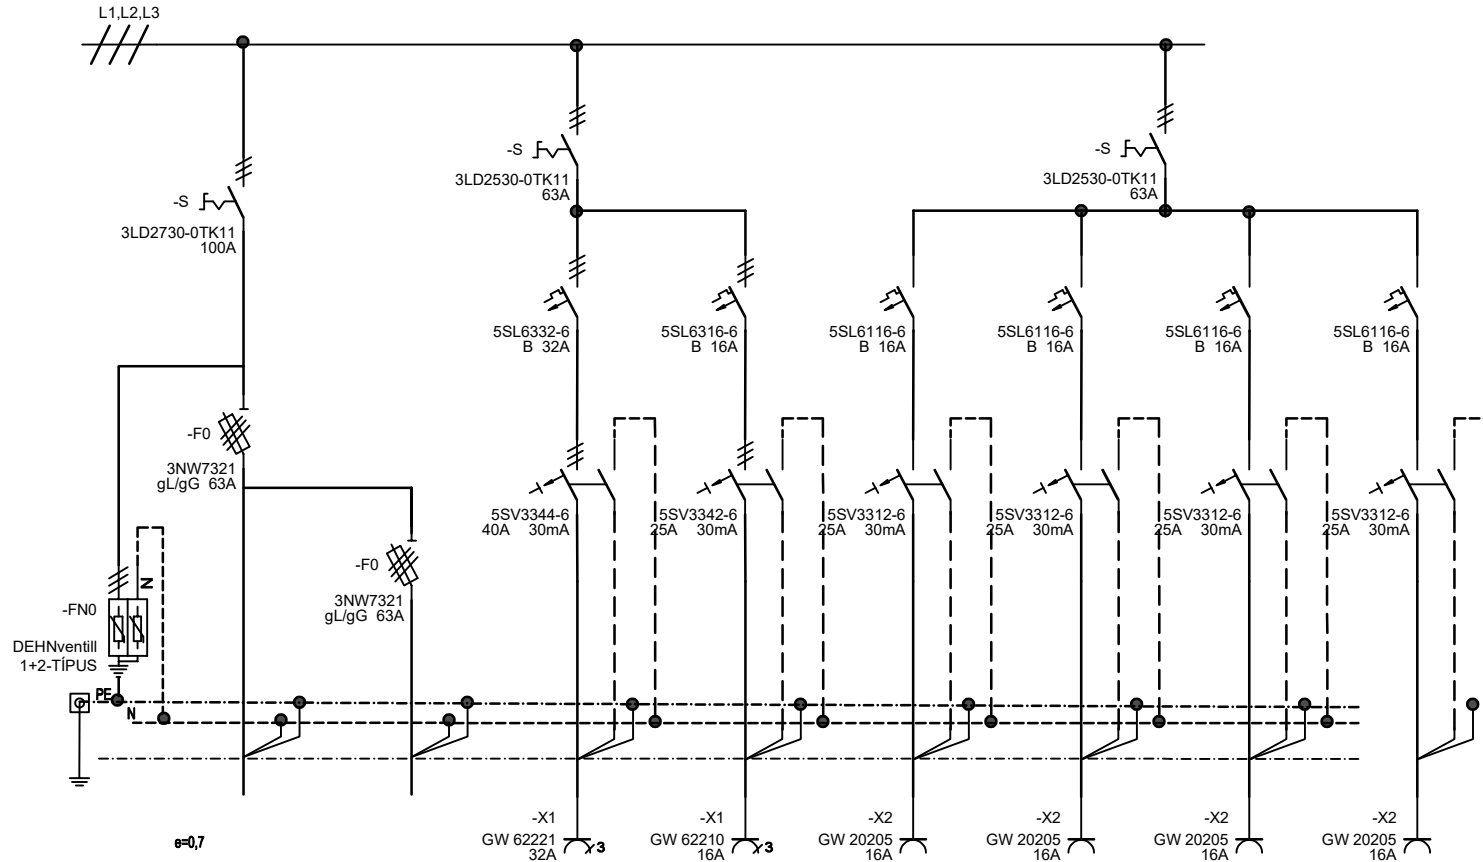 L1,L2,L3
-S
3LD2730-0TK11
100A
-S
3LD2530-0TK11
63A
-S
3LD2530-0TK11
63A
5SL6332-6
B 32A
5SL6316-6
B 16A
5SL6116-6
B 16A
5SL6116-6
B 16A
5SL6116-6
B 16A
5SL6116-6
B 16A
-F0
3NW7321
gL/gG 63A
-F0
3NW7321
gL/gG 63A
5SV3344-6
40A 30mA
5SV3342-6
25A 30mA
5SV3312-6
25A 30mA
5SV3312-6
25A 30mA
5SV3312-6
25A 30mA
5SV3312-6
25A 30mA
N
-FN0
DEHNventill
1+2-TÍPUS
PE
N
e=0,7
-X1
GW 62221
32A
3
-X1
GW 62210
16A
3
-X2
GW 20205
16A
-X2
GW 20205
16A
-X2
GW 20205
16A
-X2
GW 20205
16A